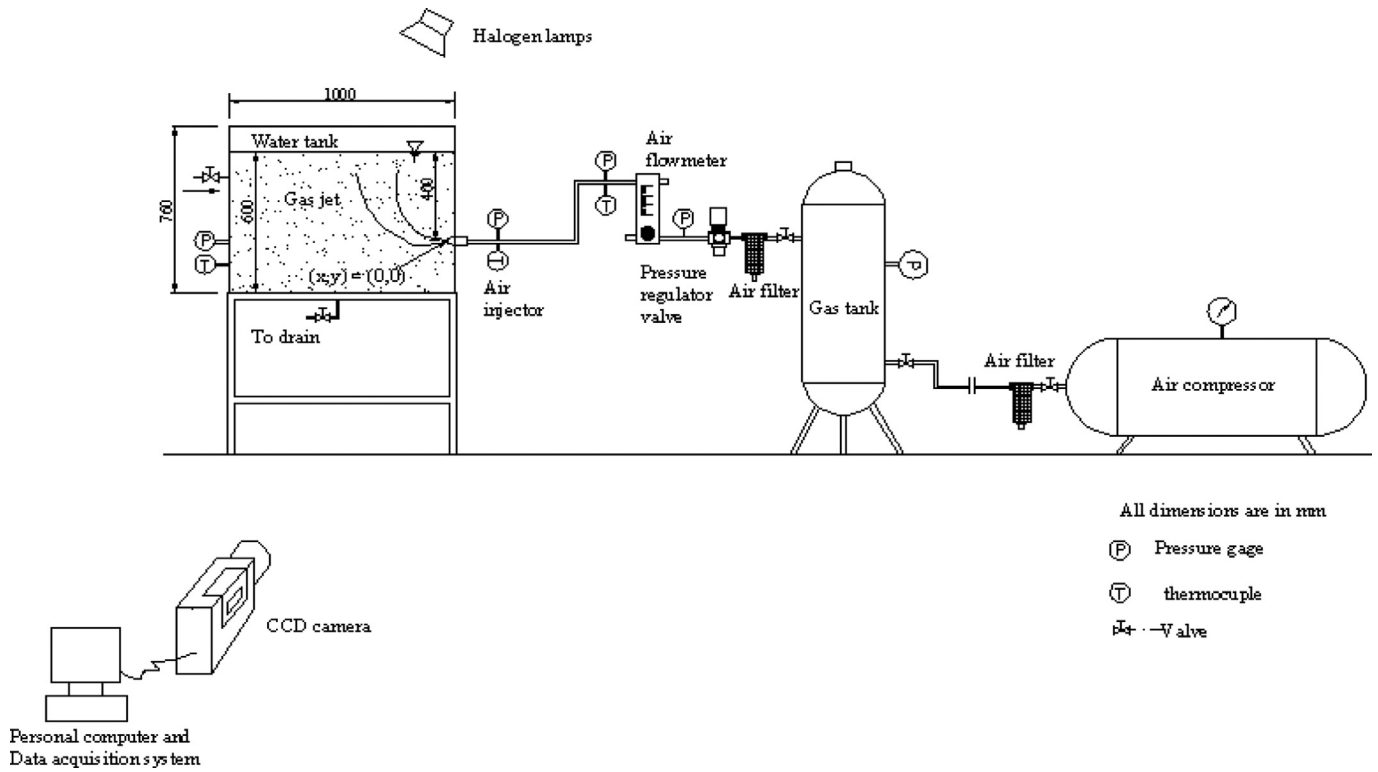 Halogen lamps
1000
Water tank
Air
flowmeter
P
760
600
Gas jet
400
P
T
P
P
P
T
(x,y) = (0,0)
T
Air
injector
Pressure
regulator
valve
Air filter
Gas tank
P
To drain
Air filter
Air compressor
All dimensions are in mm
P
Pressure gage
T
thermocuple
Valve
CCD camera
Personal computer and
Data acquisition system